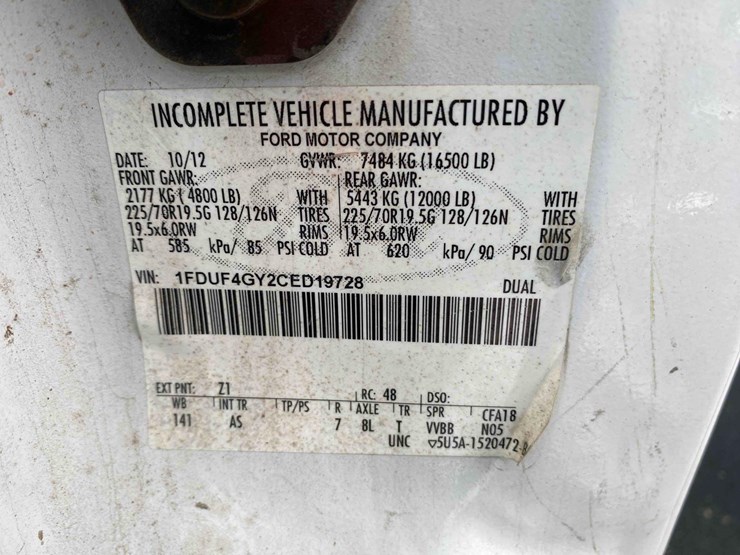 INCOMPLETE VEHICLE MANUFACTURED BY
FORD MOTOR COMPANY
DATE: 10/12 GVWR: 7484 KG (16500 LB)
FRONT GAWR: REAR GAWR:
2177 KG (4800 LB) WITH 5443 KG (12000 LB) WITH
225/70R19.5G 128/126N TIRES 225/70R19.5G 128/126N TIRES
19.5x6.0RW RIMS 19.5x6.0RW RIMS
AT 585 kPa/ 85 PSI COLD AT 620 kPa/ 90 PSI COLD
VIN: 1FDUF4GY2CED19728 DUAL
EXT PNT: Z1 RC: 48 DSO:
WB INT TR TP/PS R AXLE TR SPR CFA18
141 AS 7 8L T VVBB N05
UNC ▽5U5A-1520472-